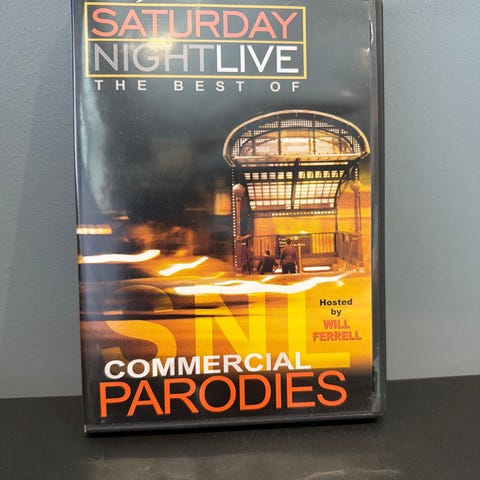 SATURDAY
NIGHTLIVE
THE BEST OF
SNL
Hosted
by
WILL
FERRELL
COMMERCIAL
PARODIES